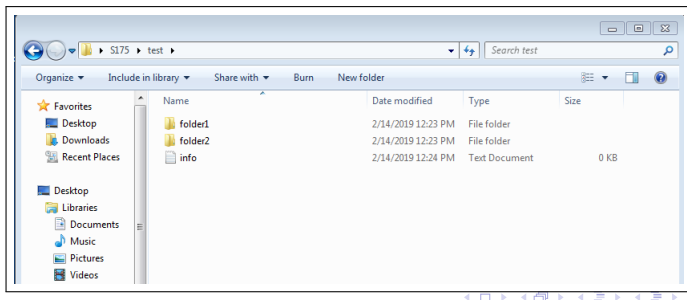 S175 test Search test
Organize Include in library Share with Burn New folder
Favorites
Desktop
Downloads
Recent Places
Desktop
Libraries
Documents
Music
Pictures
Videos
Name Date modified Type Size
folder1 2/14/2019 12:23 PM File folder
folder2 2/14/2019 12:23 PM File folder
info 2/14/2019 12:24 PM Text Document 0 KB